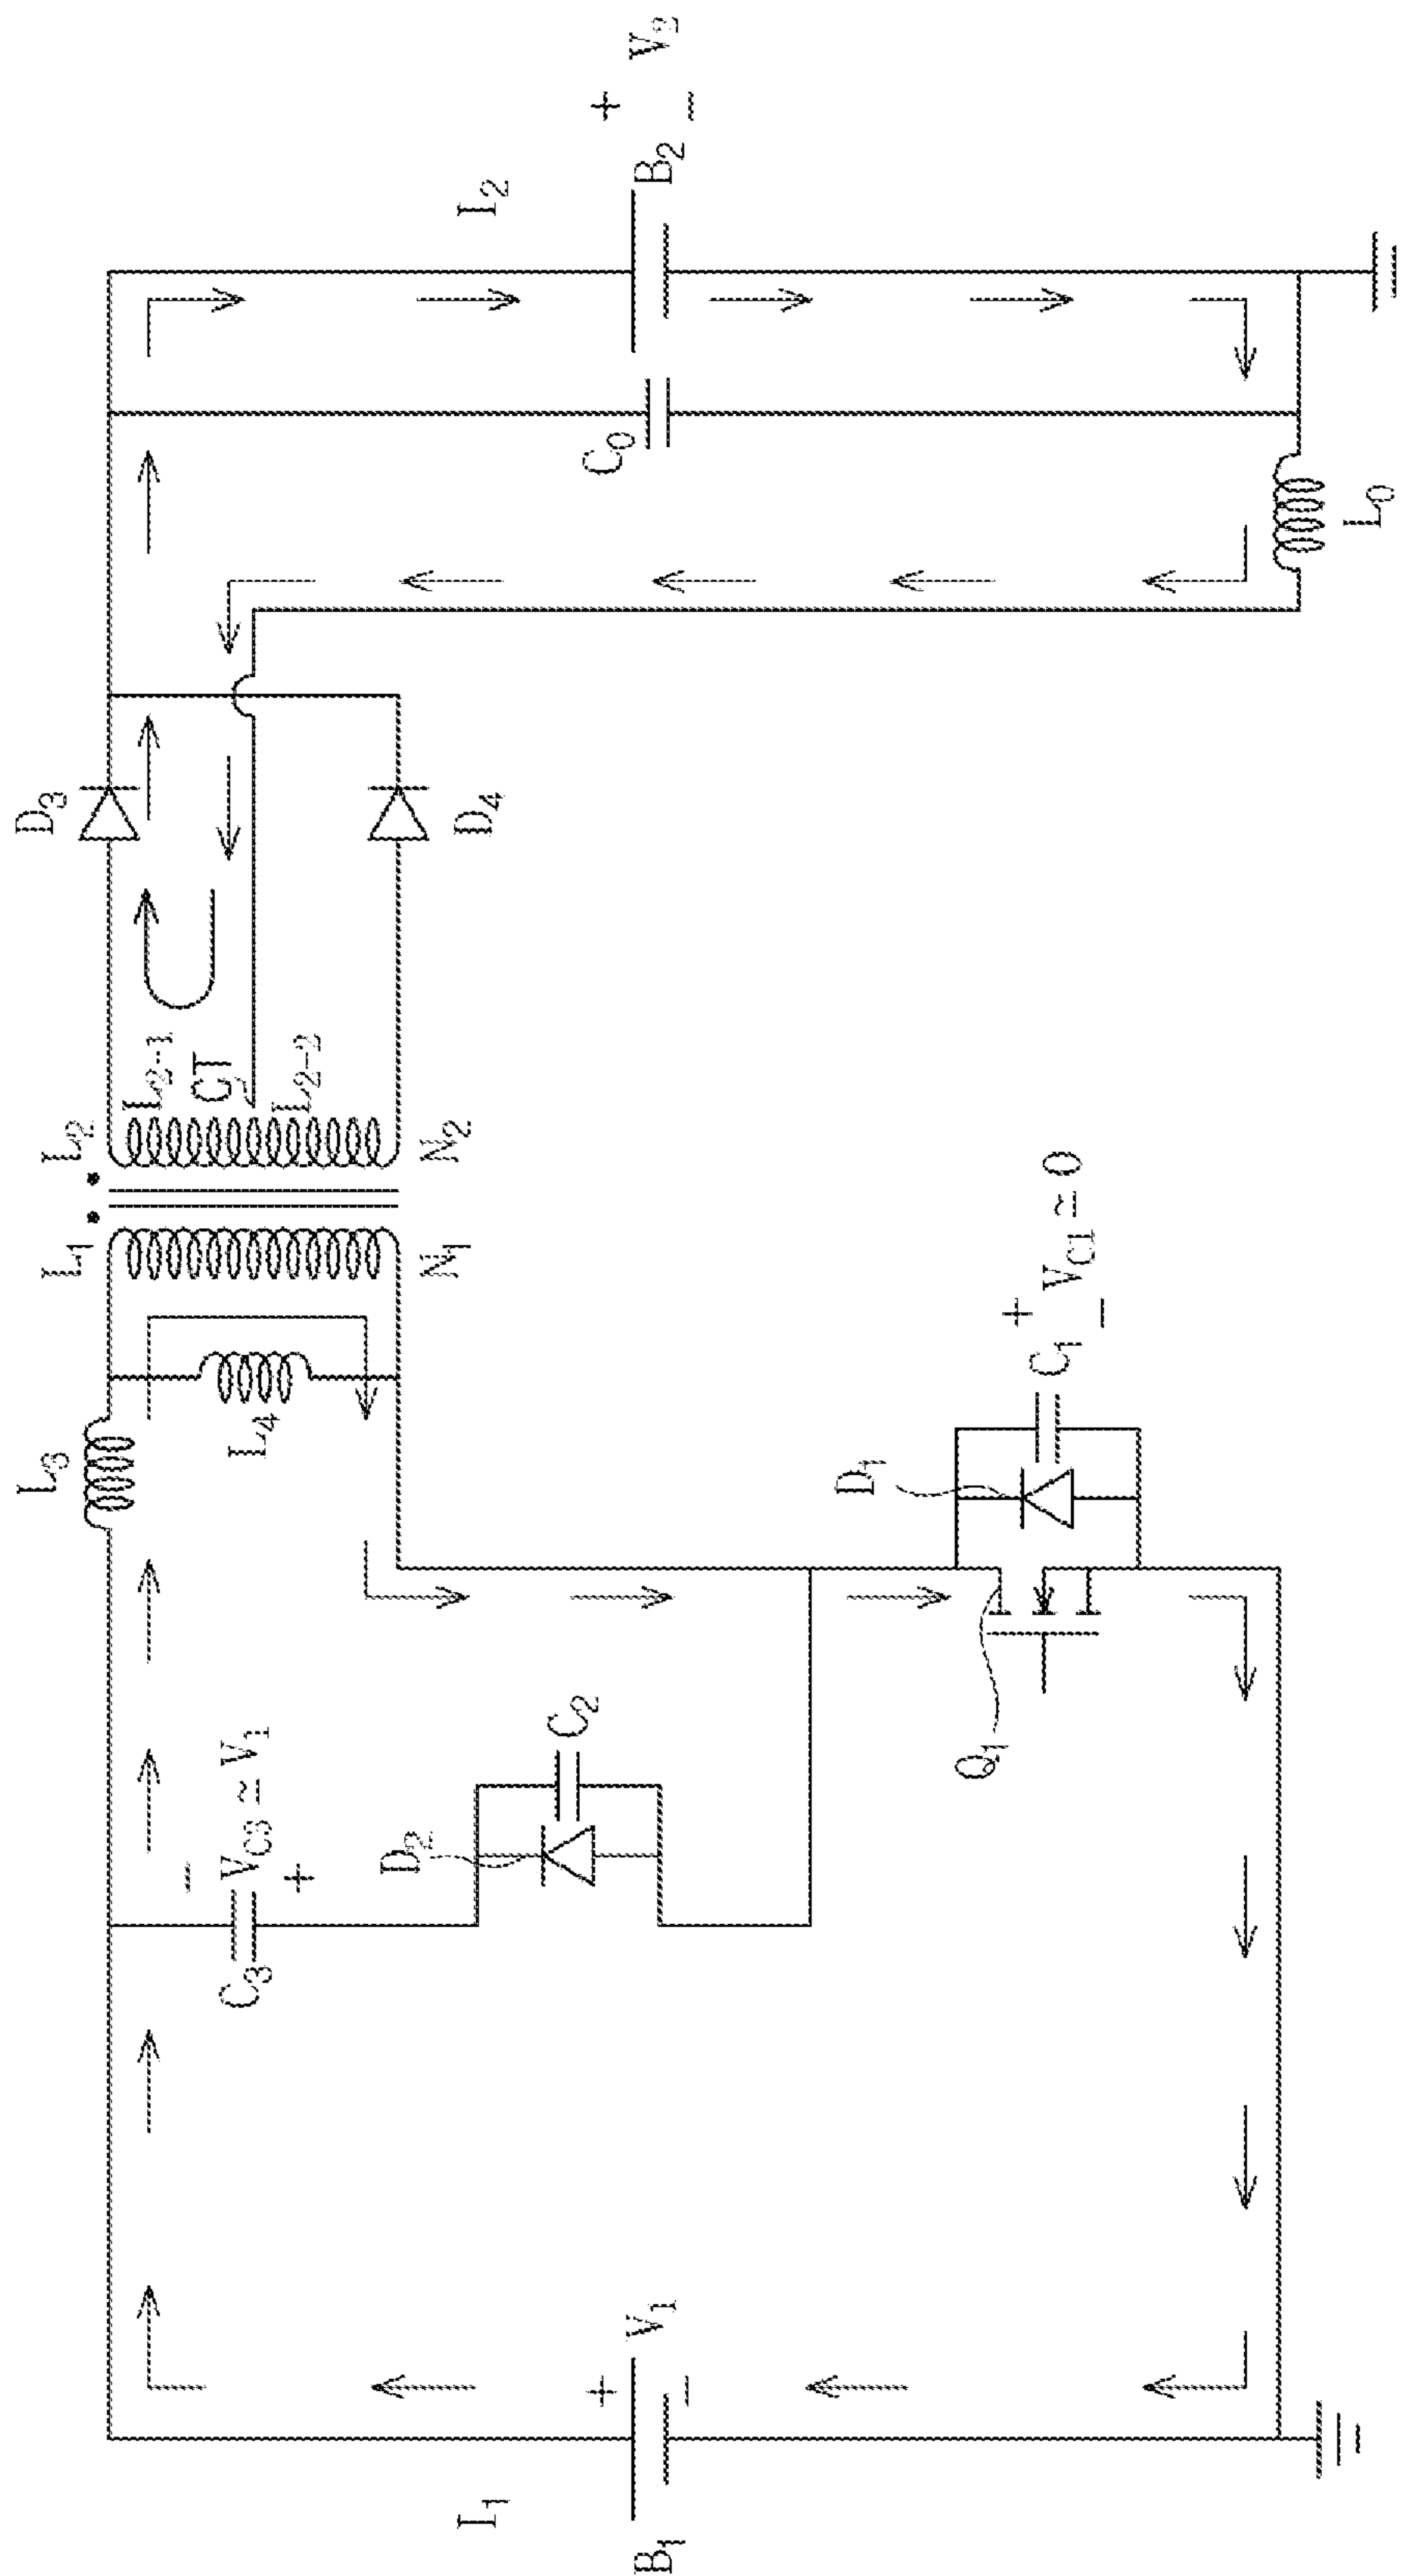 I₁
B₁
+
V₁
−
C₃
−
V_C3 ≃ V₁
+
D₂
C₂
L₃
L₄
Q₁
D₁
C₁
+
V_C1 ≃ 0
−
L₁
N₁
L₂
N₂
L₂₋₁
CT
L₂₋₂
D₃
D₄
C₀
L₀
I₂
B₂
+
V₂
−